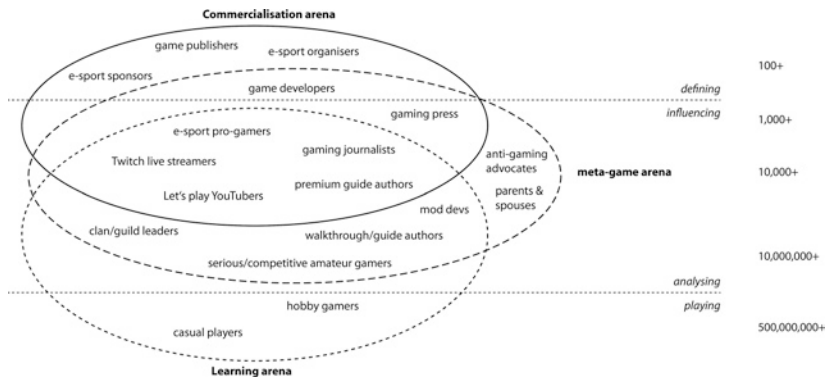 Commercialisation arena
game publishers
e-sport organisers
e-sport sponsors
100+
game developers
defining
influencing
gaming press
1,000+
e-sport pro-gamers
gaming journalists
anti-gaming
advocates
Twitch live streamers
meta-game arena
10,000+
premium guide authors
parents &
spouses
Let's play YouTubers
mod devs
clan/guild leaders
walkthrough/guide authors
serious/competitive amateur gamers
10,000,000+
analysing
playing
hobby gamers
casual players
500,000,000+
Learning arena